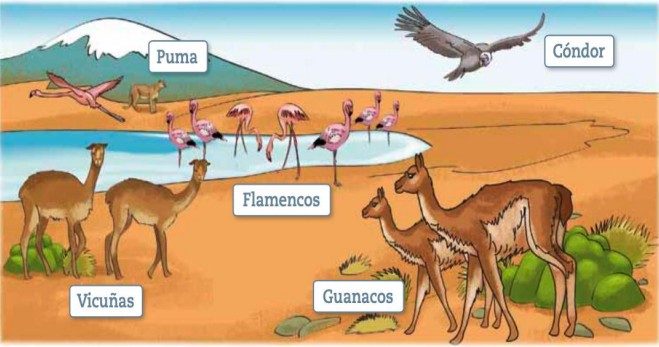 Puma
Cóndor
Flamencos
Vicuñas
Guanacos